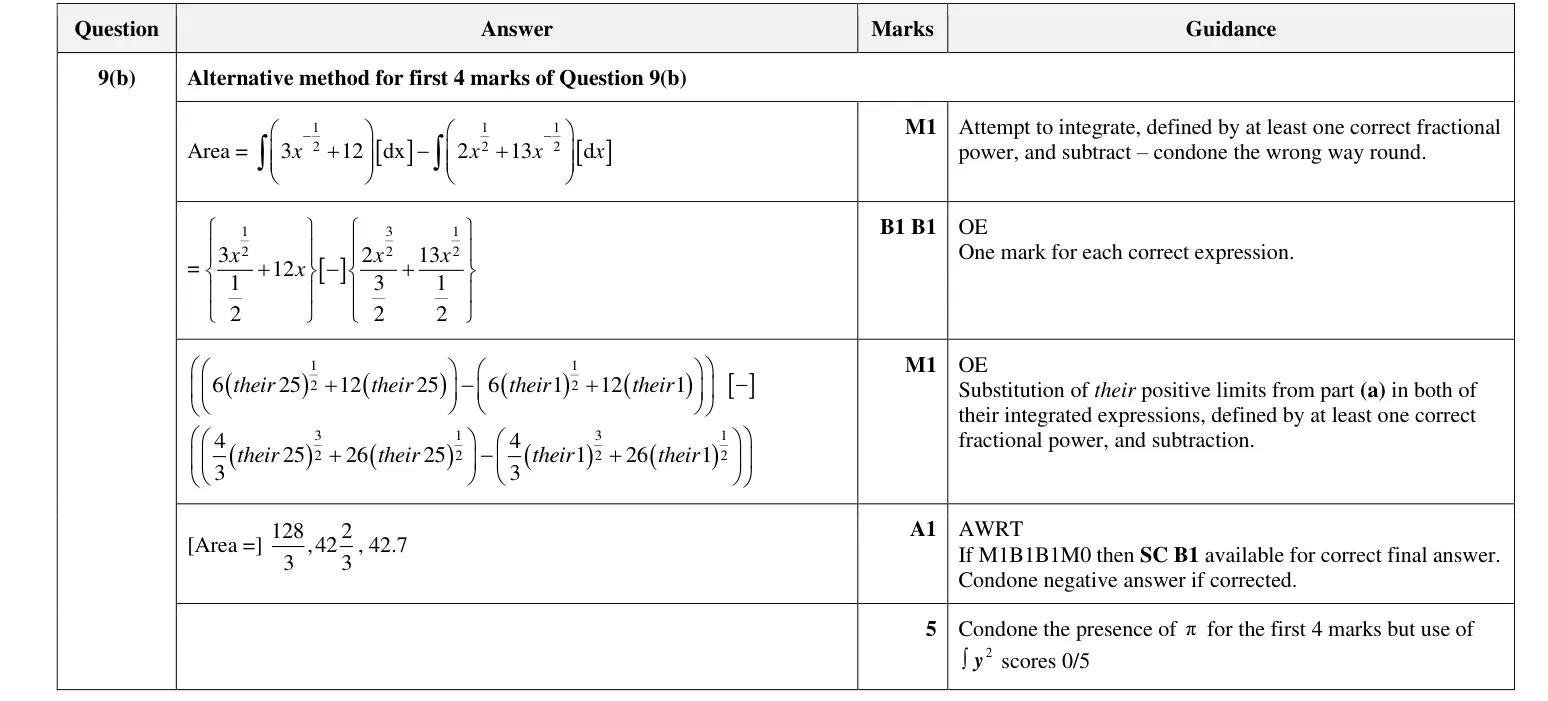 Question Answer Marks Guidance
9(b) Alternative method for first 4 marks of Question 9(b)
Area = ∫(3x^{-1/2} + 12)[dx] − ∫(2x^{1/2} + 13x^{-1/2})[dx] M1 Attempt to integrate, defined by at least one correct fractional
power, and subtract – condone the wrong way round.
= {3x^{1/2}/(1/2) + 12x}[−]{2x^{3/2}/(3/2) + 13x^{1/2}/(1/2)} B1 B1 OE
One mark for each correct expression.
((6(their 25)^{1/2} + 12(their 25)) − (6(their 1)^{1/2} + 12(their 1))) [−]
((4/3(their 25)^{3/2} + 26(their 25)^{1/2}) − (4/3(their 1)^{3/2} + 26(their 1)^{1/2}))
M1 OE
Substitution of their positive limits from part (a) in both of
their integrated expressions, defined by at least one correct
fractional power, and subtraction.
[Area =] 128/3, 42 2/3, 42.7 A1 AWRT
If M1B1B1M0 then SC B1 available for correct final answer.
Condone negative answer if corrected.
5 Condone the presence of π for the first 4 marks but use of
∫y² scores 0/5